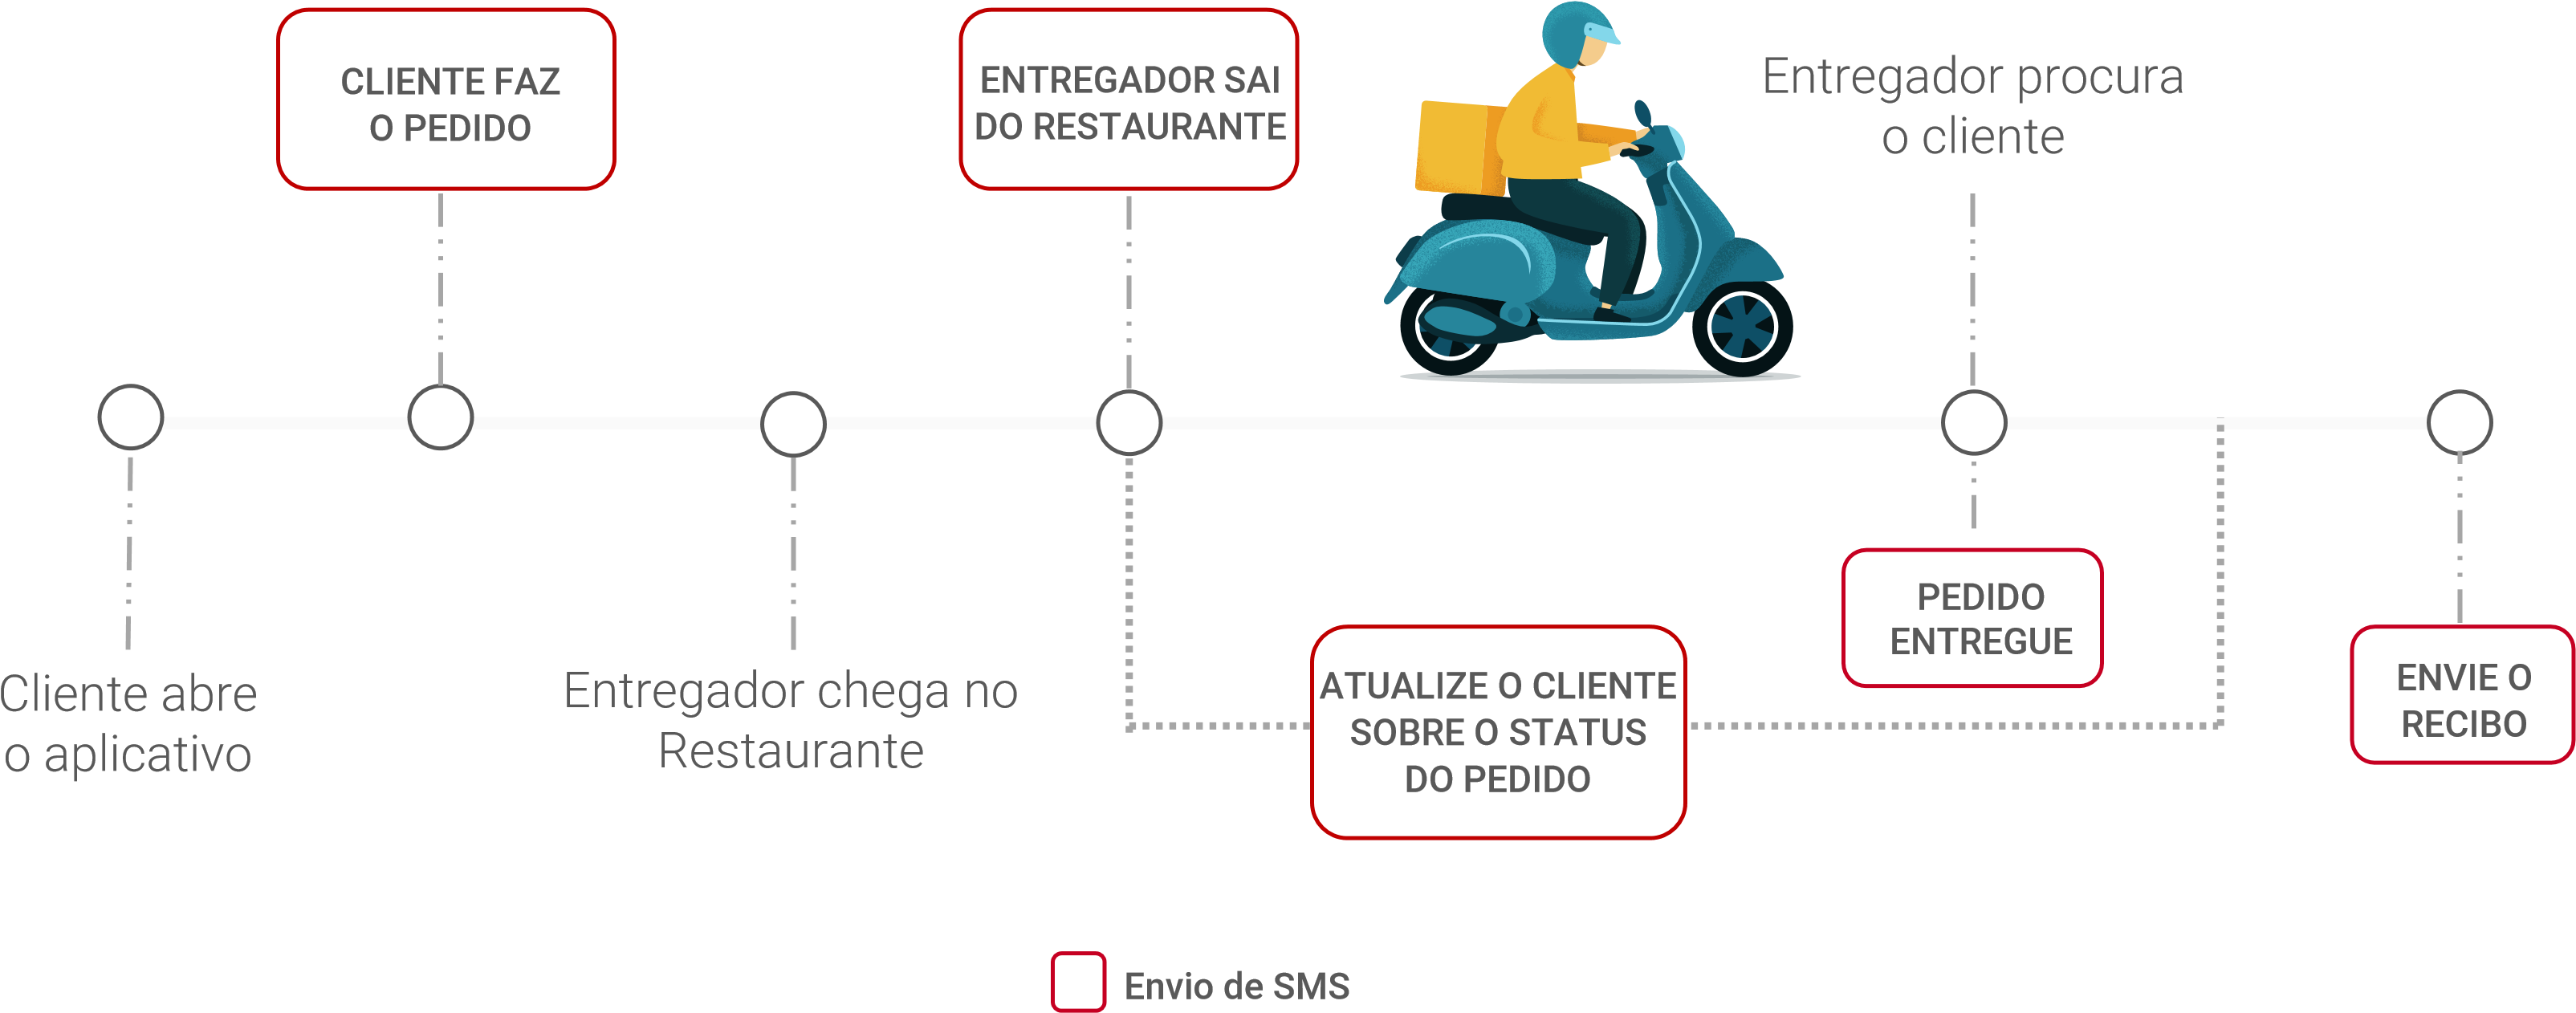 CLIENTE FAZ
O PEDIDO
ENTREGADOR SAI
DO RESTAURANTE
Entregador procura
o cliente
Cliente abre
o aplicativo
Entregador chega no
Restaurante
ATUALIZE O CLIENTE
SOBRE O STATUS
DO PEDIDO
PEDIDO
ENTREGUE
ENVIE O
RECIBO
Envio de SMS